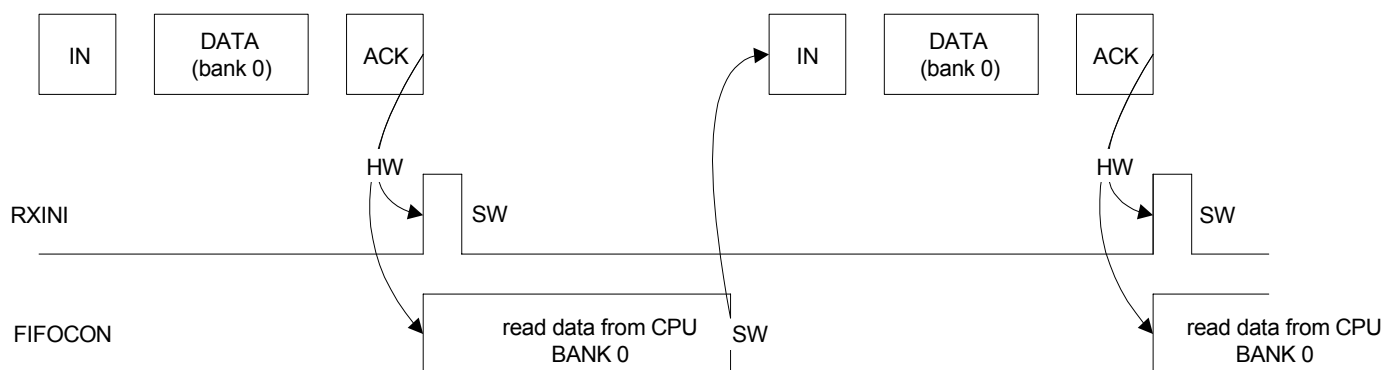 IN
DATA
(bank 0)
ACK
IN
DATA
(bank 0)
ACK
HW
HW
RXINI
SW
SW
FIFOCON
read data from CPU
BANK 0
SW
read data from CPU
BANK 0